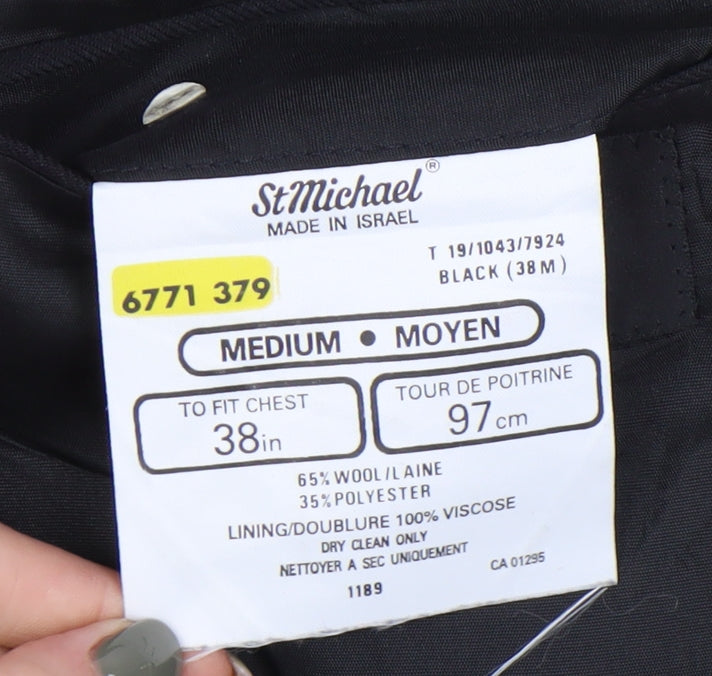 StMichael®
MADE IN ISRAEL
T 19/1043/7924
BLACK (38M)
6771 379
MEDIUM • MOYEN
TO FIT CHEST
38in
TOUR DE POITRINE
97cm
65% WOOL/LAINE
35% POLYESTER
LINING/DOUBLURE 100% VISCOSE
DRY CLEAN ONLY
NETTOYER A SEC UNIQUEMENT
CA 01295
1189